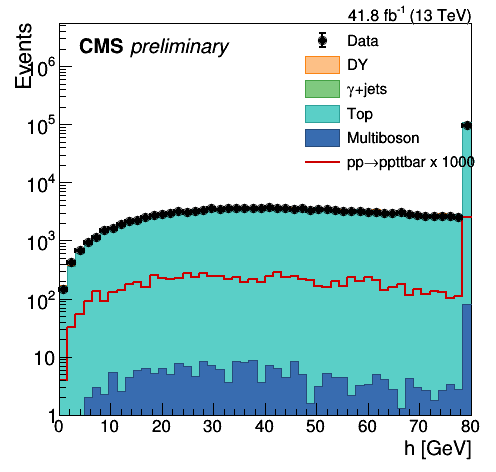 41.8 fb⁻¹ (13 TeV)
Events
CMS preliminary
Data
DY
γ+jets
Top
Multiboson
pp→ppttbar x 1000
10⁶
10⁵
10⁴
10³
10²
10
1
0 10 20 30 40 50 60 70 80
h [GeV]